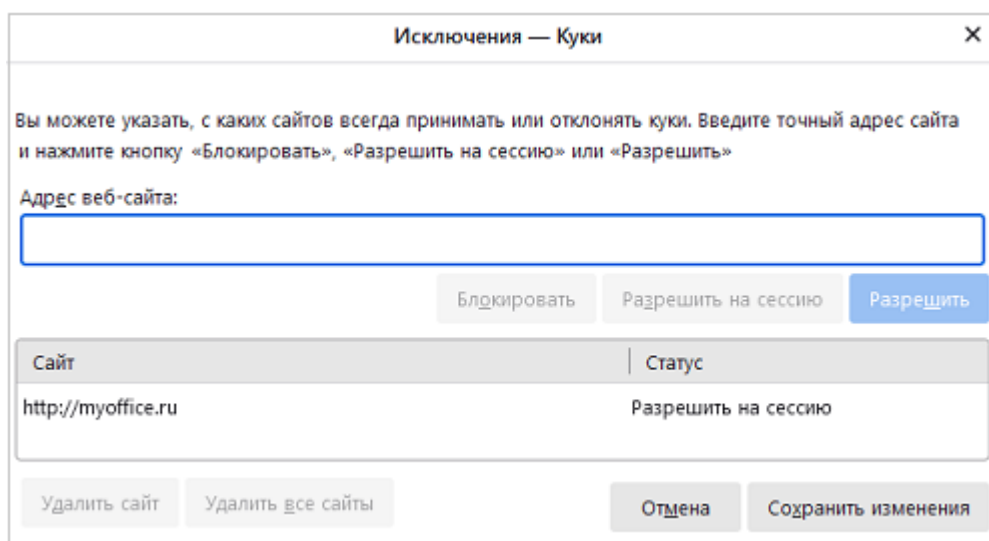 Исключения — Куки
Вы можете указать, с каких сайтов всегда принимать или отклонять куки. Введите точный адрес сайта
и нажмите кнопку «Блокировать», «Разрешить на сессию» или «Разрешить»
Адрес веб-сайта:
Блокировать Разрешить на сессию Разрешить
Сайт Статус
http://myoffice.ru Разрешить на сессию
Удалить сайт Удалить все сайты Отмена Сохранить изменения